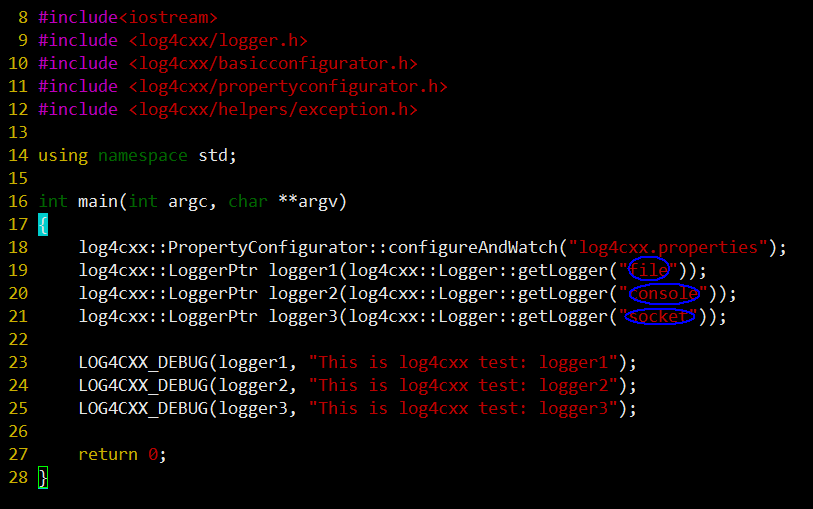 8 #include<iostream>
9 #include <log4cxx/logger.h>
10 #include <log4cxx/basicconfigurator.h>
11 #include <log4cxx/propertyconfigurator.h>
12 #include <log4cxx/helpers/exception.h>
13
14 using namespace std;
15
16 int main(int argc, char **argv)
17 {
18     log4cxx::PropertyConfigurator::configureAndWatch("log4cxx.properties");
19     log4cxx::LoggerPtr logger1(log4cxx::Logger::getLogger("file"));
20     log4cxx::LoggerPtr logger2(log4cxx::Logger::getLogger("console"));
21     log4cxx::LoggerPtr logger3(log4cxx::Logger::getLogger("socket"));
22
23     LOG4CXX_DEBUG(logger1, "This is log4cxx test: logger1");
24     LOG4CXX_DEBUG(logger2, "This is log4cxx test: logger2");
25     LOG4CXX_DEBUG(logger3, "This is log4cxx test: logger3");
26
27     return 0;
28 }